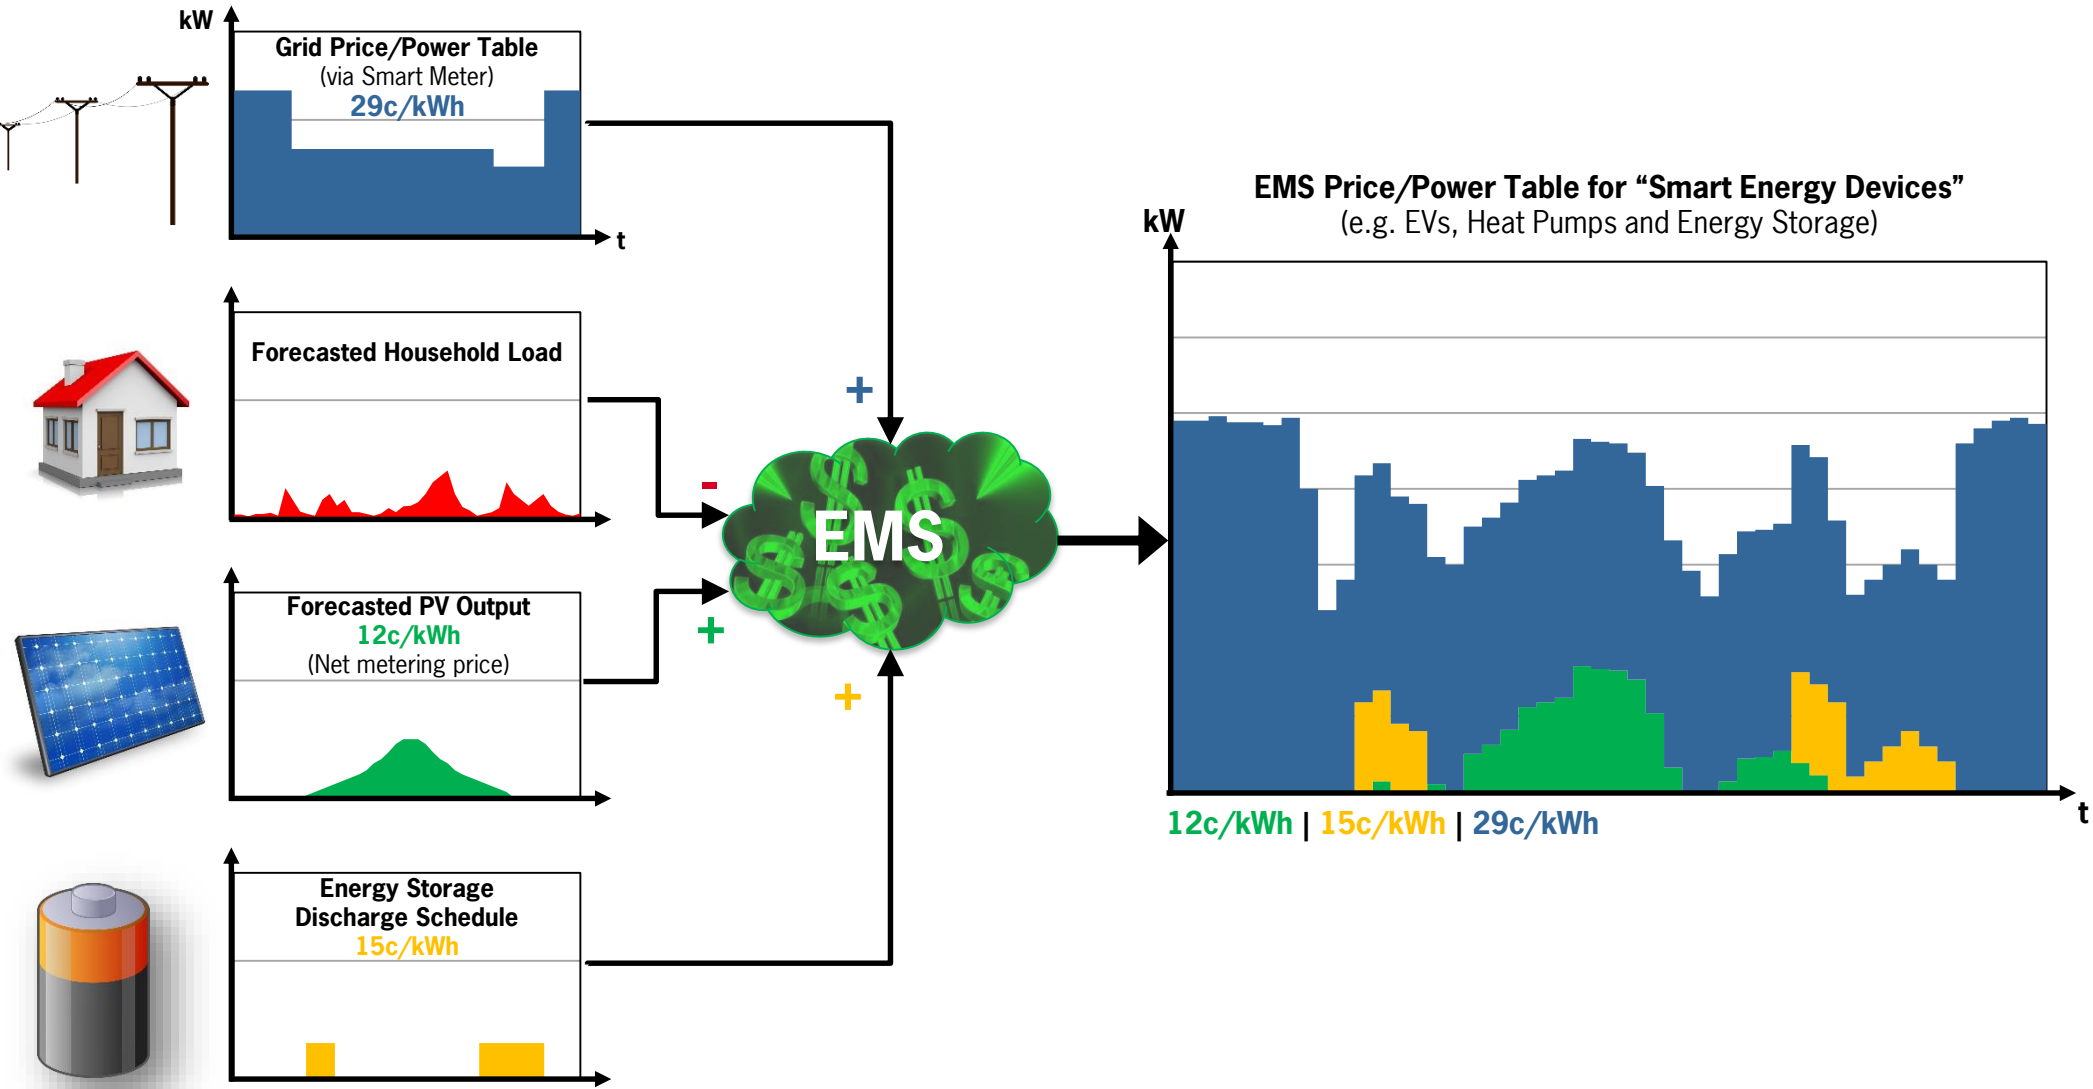 kW
Grid Price/Power Table
(via Smart Meter)
29c/kWh
t
Forecasted Household Load
Forecasted PV Output
12c/kWh
(Net metering price)
Energy Storage
Discharge Schedule
15c/kWh
+
-
+
+
EMS
EMS Price/Power Table for “Smart Energy Devices”
(e.g. EVs, Heat Pumps and Energy Storage)
kW
t
12c/kWh | 15c/kWh | 29c/kWh